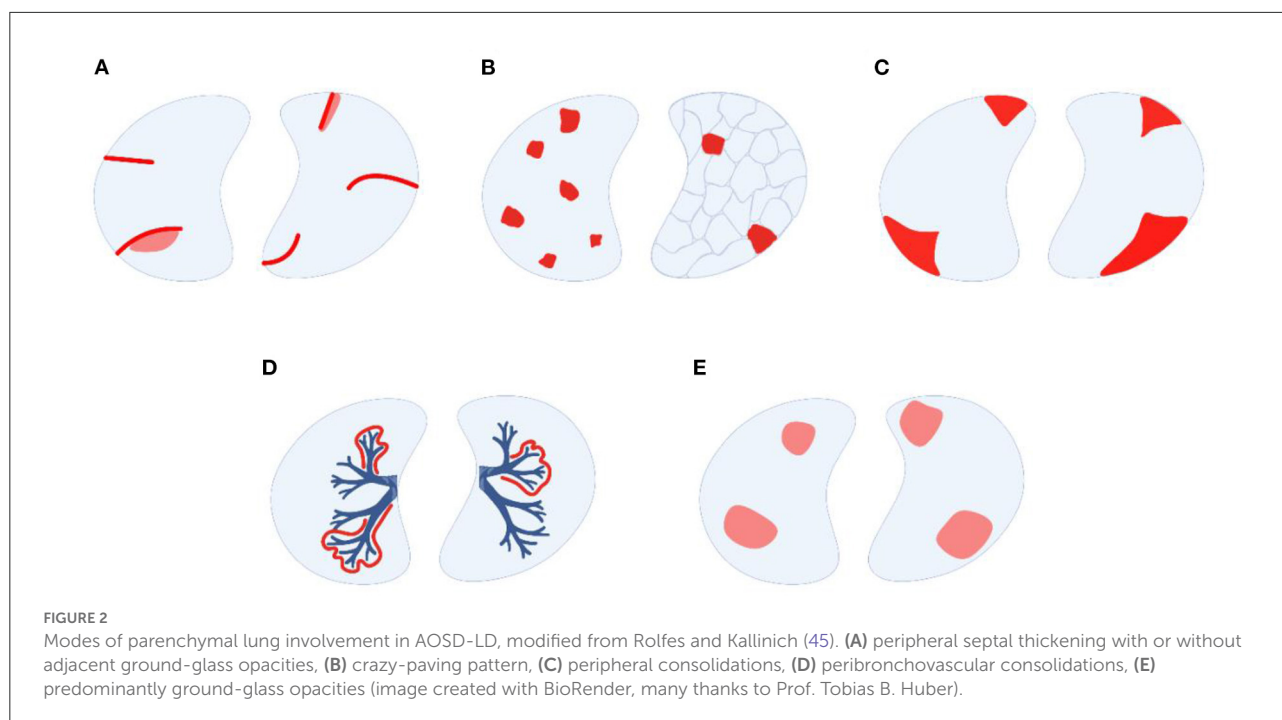 A
B
C
D
E
FIGURE 2
Modes of parenchymal lung involvement in AOSD-LD, modified from Rolfes and Kallinich (45). (A) peripheral septal thickening with or without
adjacent ground-glass opacities, (B) crazy-paving pattern, (C) peripheral consolidations, (D) peribronchovascular consolidations, (E)
predominantly ground-glass opacities (image created with BioRender, many thanks to Prof. Tobias B. Huber).